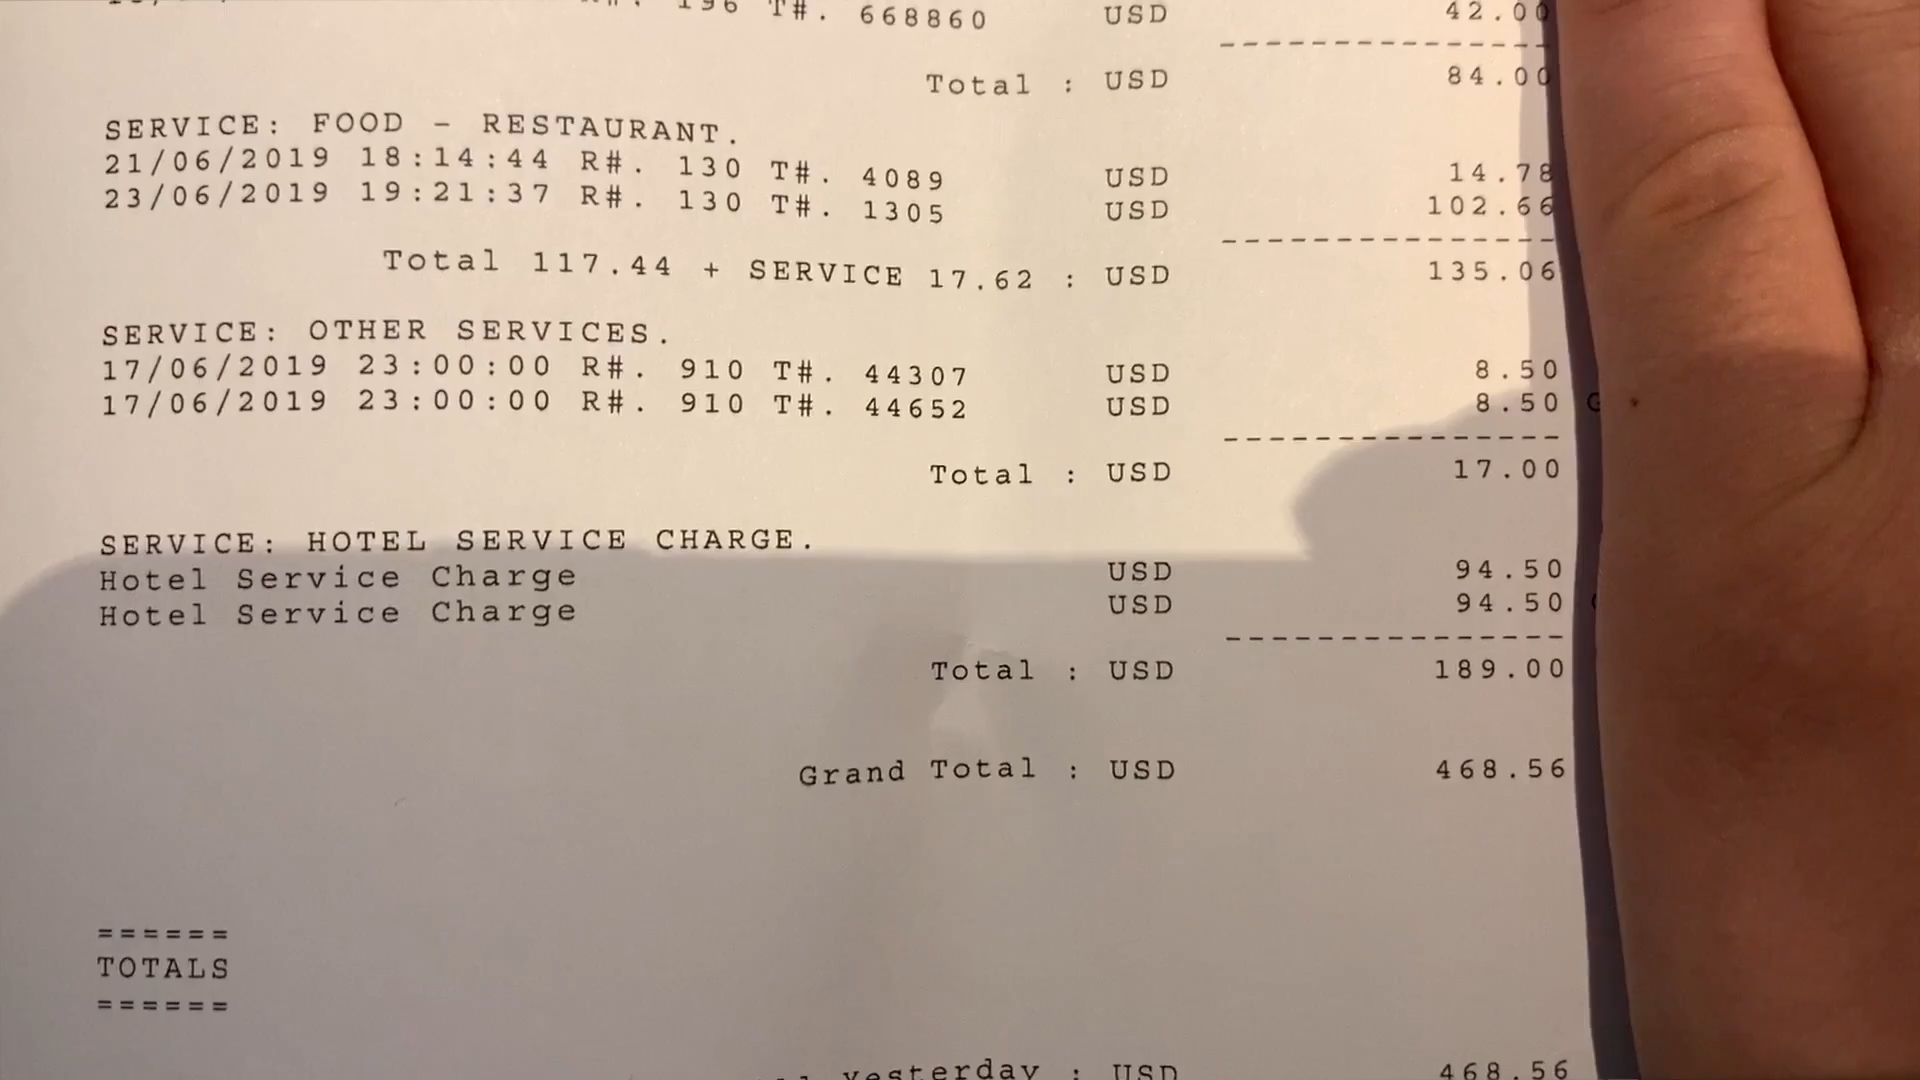 196 T#. 668860 USD 42.00
Total : USD 84.00
SERVICE: FOOD - RESTAURANT.
21/06/2019 18:14:44 R#. 130 T#. 4089 USD 14.78
23/06/2019 19:21:37 R#. 130 T#. 1305 USD 102.66
Total 117.44 + SERVICE 17.62 : USD 135.06
SERVICE: OTHER SERVICES.
17/06/2019 23:00:00 R#. 910 T#. 44307 USD 8.50
17/06/2019 23:00:00 R#. 910 T#. 44652 USD 8.50
Total : USD 17.00
SERVICE: HOTEL SERVICE CHARGE.
Hotel Service Charge USD 94.50
Hotel Service Charge USD 94.50
Total : USD 189.00
Grand Total : USD 468.56
======
TOTALS
======
yesterday : USD 468.56